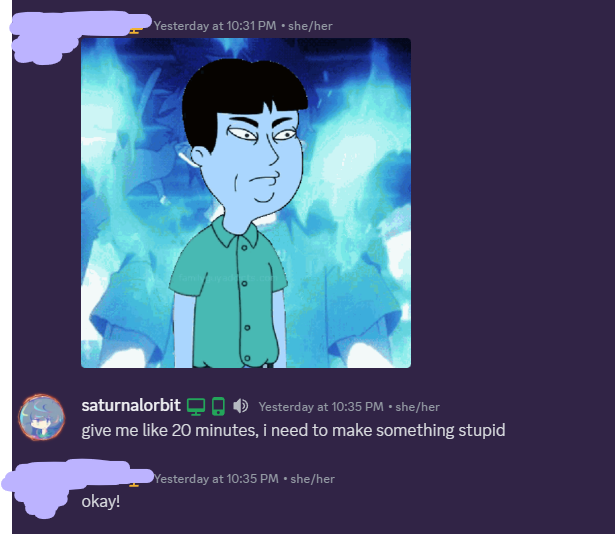 Yesterday at 10:31 PM • she/her
saturnalorbit Yesterday at 10:35 PM • she/her
give me like 20 minutes, i need to make something stupid
Yesterday at 10:35 PM • she/her
okay!